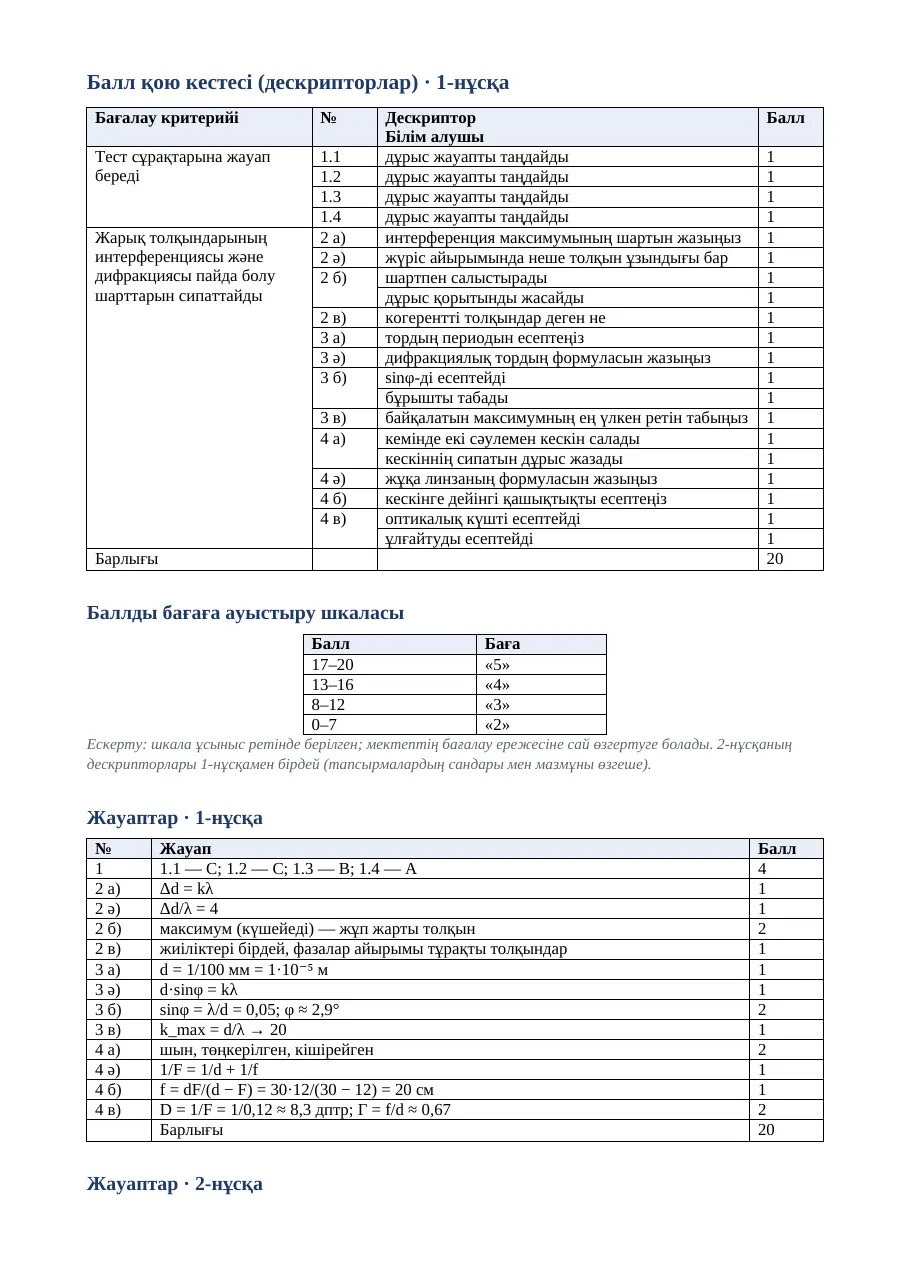 Балл қою кестесі (дескрипторлар) · 1-нұсқа
Бағалау критерийі № Дескриптор Балл
Білім алушы
Тест сұрақтарына жауап 1.1 дұрыс жауапты таңдайды 1
береді 1.2 дұрыс жауапты таңдайды 1
1.3 дұрыс жауапты таңдайды 1
1.4 дұрыс жауапты таңдайды 1
Жарық толқындарының 2 а) интерференция максимумының шартын жазыңыз 1
интерференциясы және 2 ә) жүріс айырымында неше толқын ұзындығы бар 1
дифракциясы пайда болу 2 б) шартпен салыстырады 1
шарттарын сипаттайды дұрыс қорытынды жасайды 1
2 в) когерентті толқындар деген не 1
3 а) тордың периодын есептеңіз 1
3 ә) дифракциялық тордың формуласын жазыңыз 1
3 б) sinφ-ді есептейді 1
бұрышты табады 1
3 в) байқалатын максимумның ең үлкен ретін табыңыз 1
4 а) кемінде екі сәулемен кескін салады 1
кескіннің сипатын дұрыс жазады 1
4 ә) жұқа линзаның формуласын жазыңыз 1
4 б) кескінге дейінгі қашықтықты есептеңіз 1
4 в) оптикалық күшті есептейді 1
ұлғайтуды есептейді 1
Барлығы 20
Баллды бағаға ауыстыру шкаласы
Балл Баға
17–20 «5»
13–16 «4»
8–12 «3»
0–7 «2»
Ескерту: шкала ұсыныс ретінде берілген; мектептің бағалау ережесіне сай өзгертуге болады. 2-нұсқаның
дескрипторлары 1-нұсқамен бірдей (тапсырмалардың сандары мен мазмұны өзгеше).
Жауаптар · 1-нұсқа
№ Жауап Балл
1 1.1 — C; 1.2 — C; 1.3 — B; 1.4 — A 4
2 а) Δd = kλ 1
2 ә) Δd/λ = 4 1
2 б) максимум (күшейеді) — жұп жарты толқын 2
2 в) жиіліктері бірдей, фазалар айырымы тұрақты толқындар 1
3 а) d = 1/100 мм = 1·10⁻⁵ м 1
3 ә) d·sinφ = kλ 1
3 б) sinφ = λ/d = 0,05; φ ≈ 2,9° 2
3 в) k_max = d/λ → 20 1
4 а) шын, төңкерілген, кішірейген 2
4 ә) 1/F = 1/d + 1/f 1
4 б) f = dF/(d − F) = 30·12/(30 − 12) = 20 см 1
4 в) D = 1/F = 1/0,12 ≈ 8,3 дптр; Γ = f/d ≈ 0,67 2
Барлығы 20
Жауаптар · 2-нұсқа